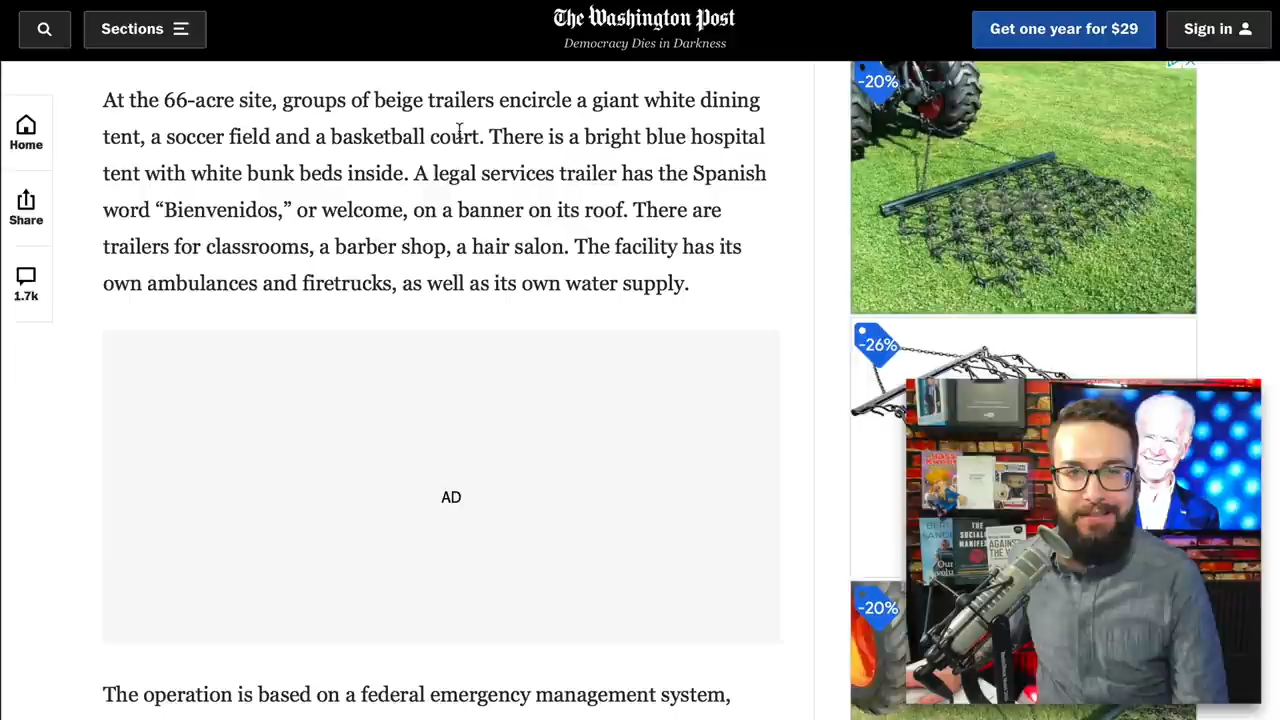 Sections
The Washington Post
Democracy Dies in Darkness
Get one year for $29
Sign in
Home
Share
1.7k
At the 66-acre site, groups of beige trailers encircle a giant white dining
tent, a soccer field and a basketball court. There is a bright blue hospital
tent with white bunk beds inside. A legal services trailer has the Spanish
word “Bienvenidos,” or welcome, on a banner on its roof. There are
trailers for classrooms, a barber shop, a hair salon. The facility has its
own ambulances and firetrucks, as well as its own water supply.
AD
The operation is based on a federal emergency management system,
-20%
-26%
-20%
THE
AGAINST
THE
Our